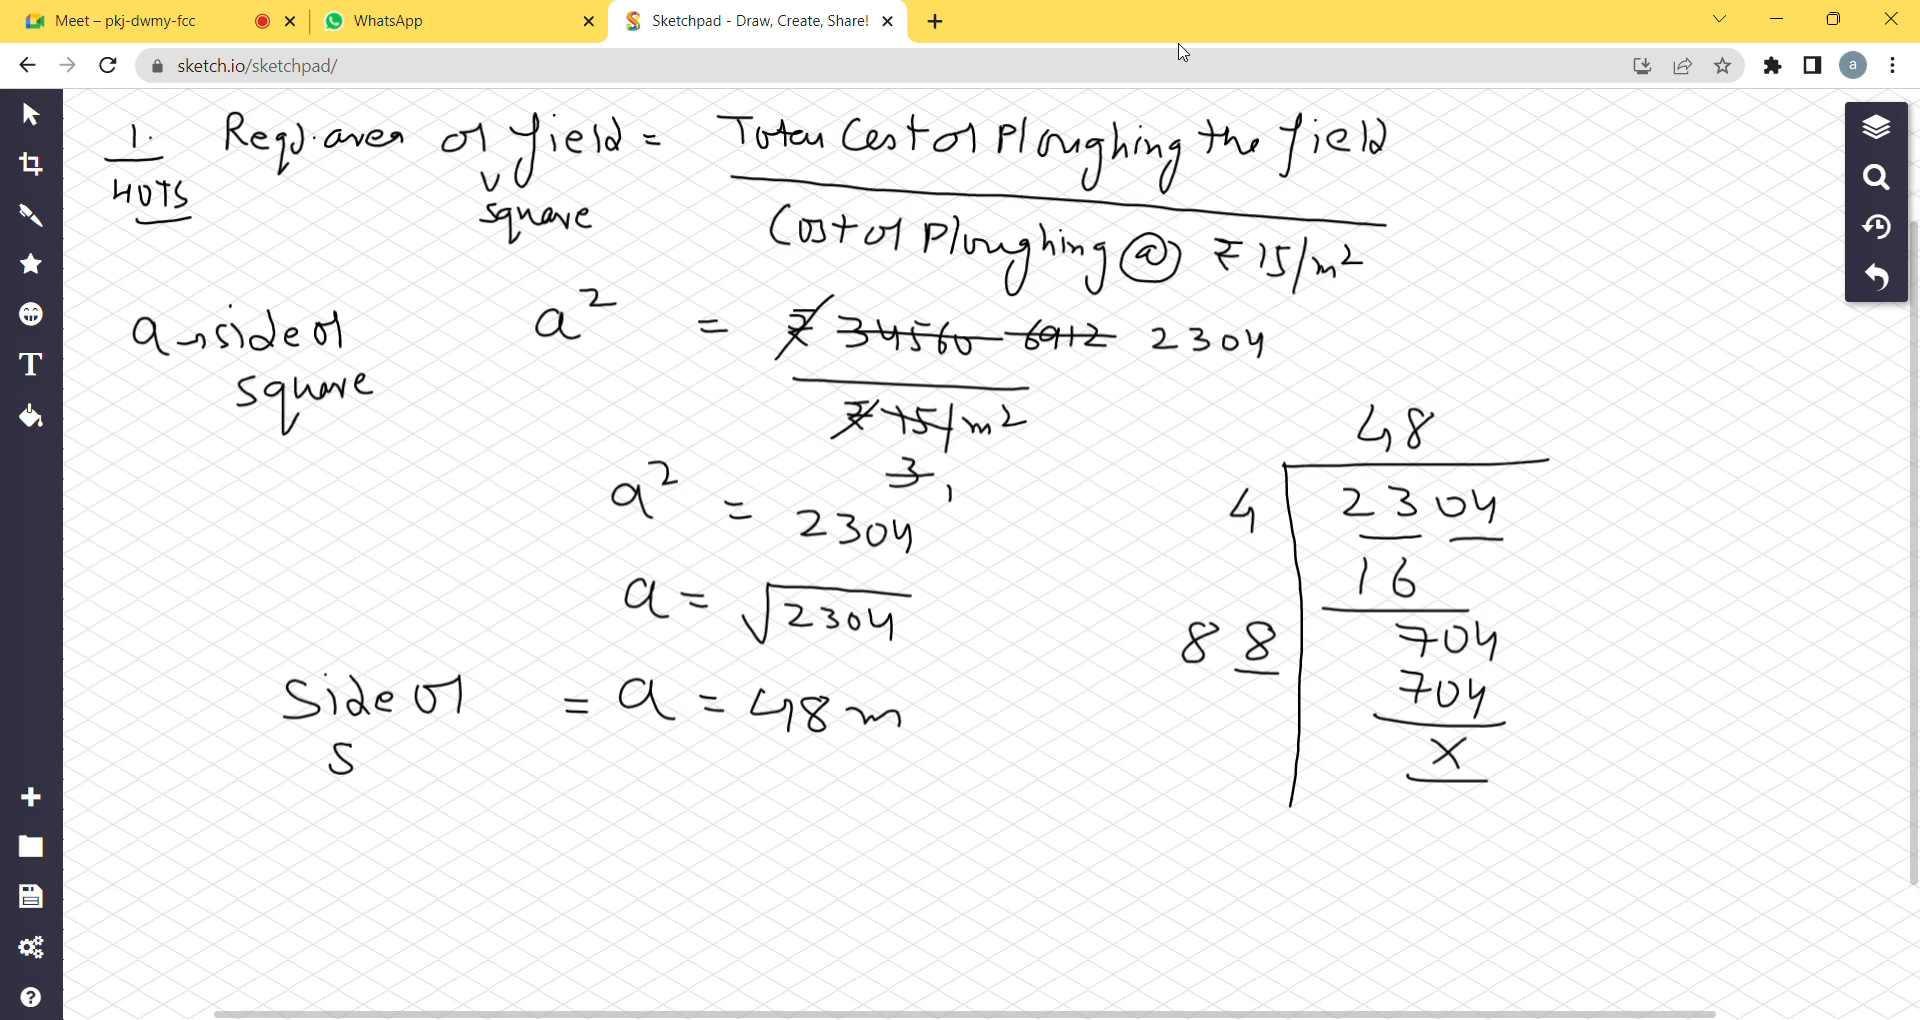 Meet – pkj-dwmy-fcc
WhatsApp
Sketchpad - Draw, Create, Share!
sketch.io/sketchpad/
a
1. Reqd. area of field = Total Cost of Ploughing the field
HOTS
square
Cost of Ploughing @ ₹ 15/m²
a → side of
square
a² = ₹ 34560 6912 2304
₹ 15/m²
3 1
a² = 2304
a = √2304
Side of = a = 48 m
S
48
4 2304
16
88 704
704
x
T
?